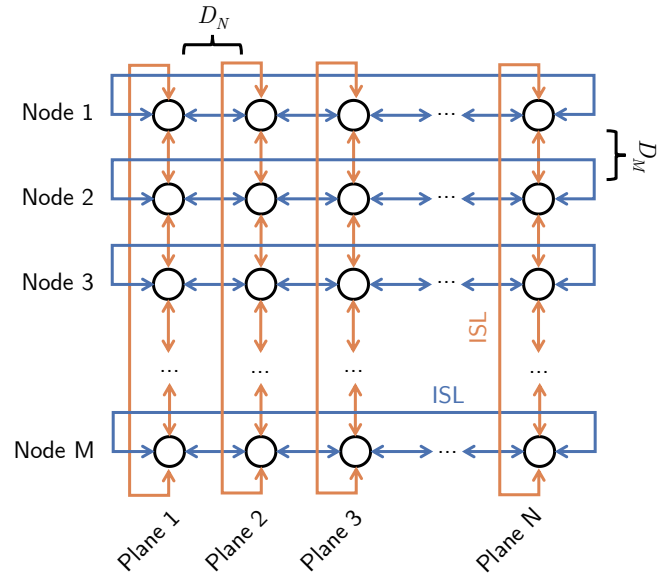 D_N
Node 1
...
D_M
Node 2
...
Node 3
...
ISL
...
...
...
...
ISL
Node M
...
Plane 1
Plane 2
Plane 3
Plane N